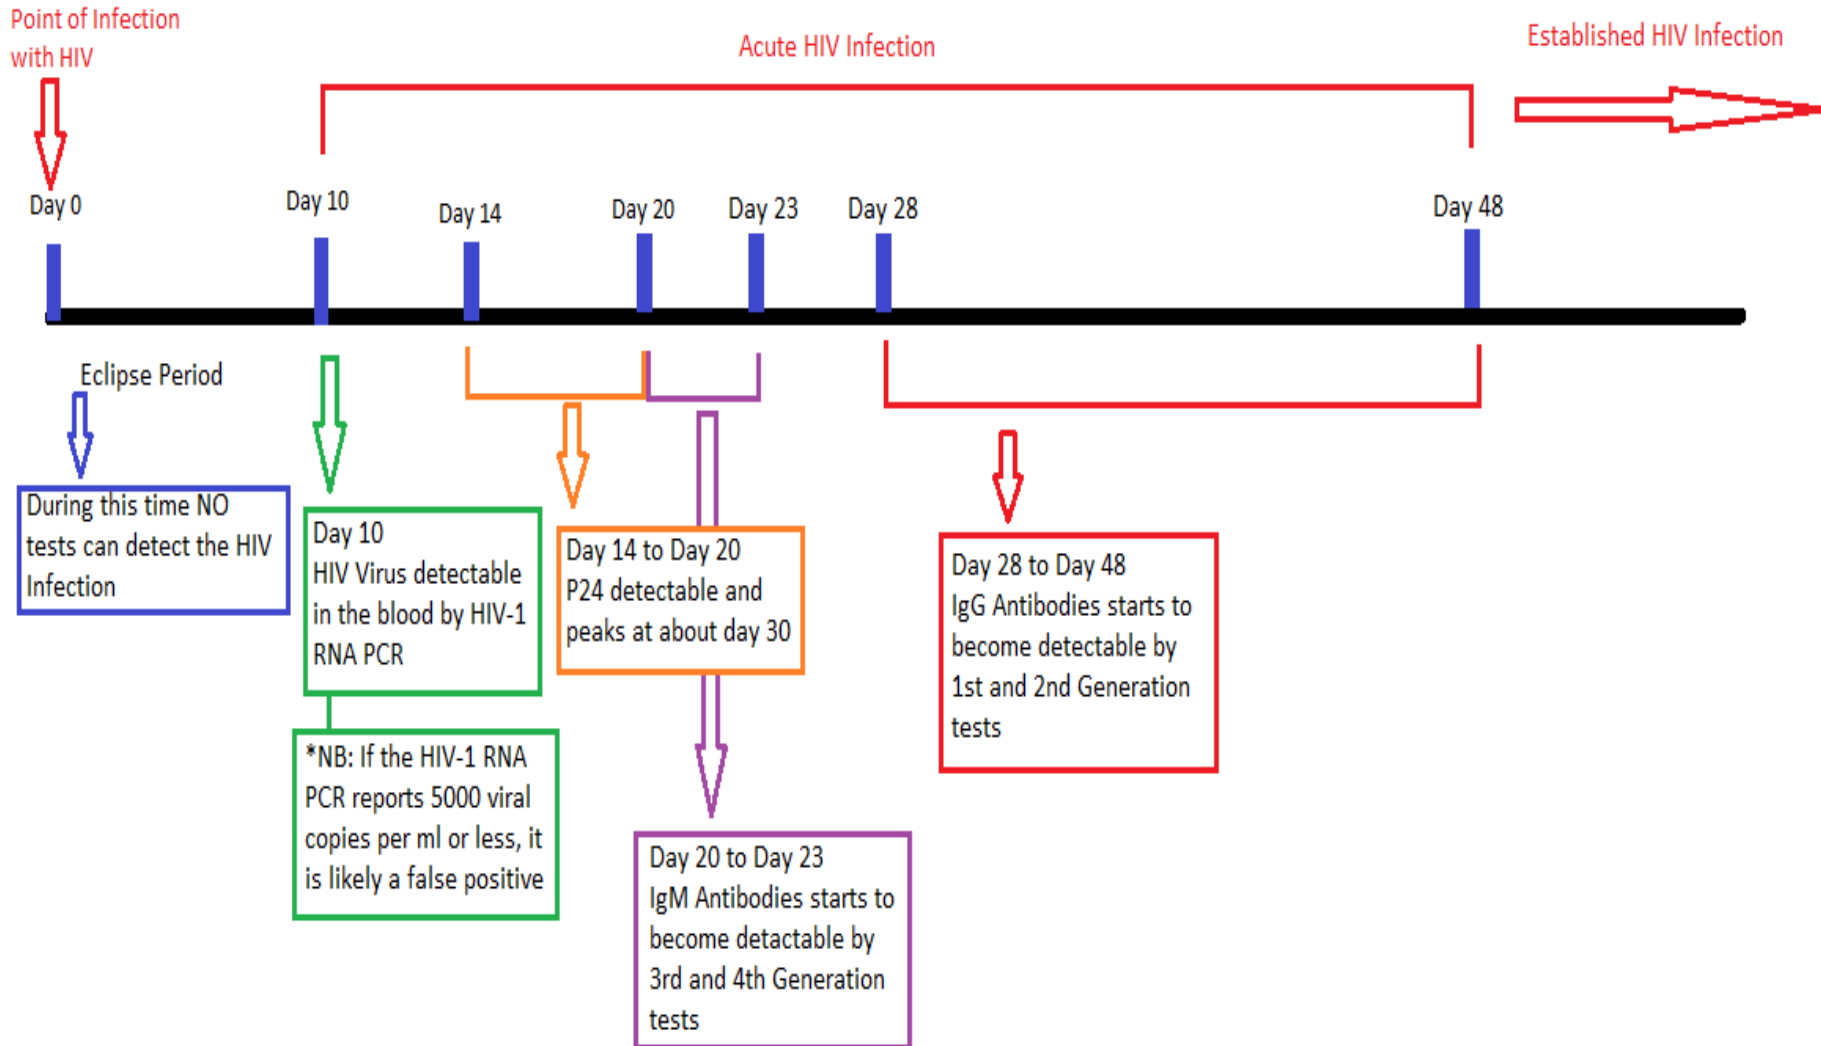 Point of Infection
with HIV
Acute HIV Infection
Established HIV Infection
Day 0
Day 10
Day 14
Day 20
Day 23
Day 28
Day 48
Eclipse Period
During this time NO
tests can detect the HIV
Infection
Day 10
HIV Virus detectable
in the blood by HIV-1
RNA PCR
*NB: If the HIV-1 RNA
PCR reports 5000 viral
copies per ml or less, it
is likely a false positive
Day 14 to Day 20
P24 detectable and
peaks at about day 30
Day 20 to Day 23
IgM Antibodies starts to
become detactable by
3rd and 4th Generation
tests
Day 28 to Day 48
IgG Antibodies starts to
become detectable by
1st and 2nd Generation
tests